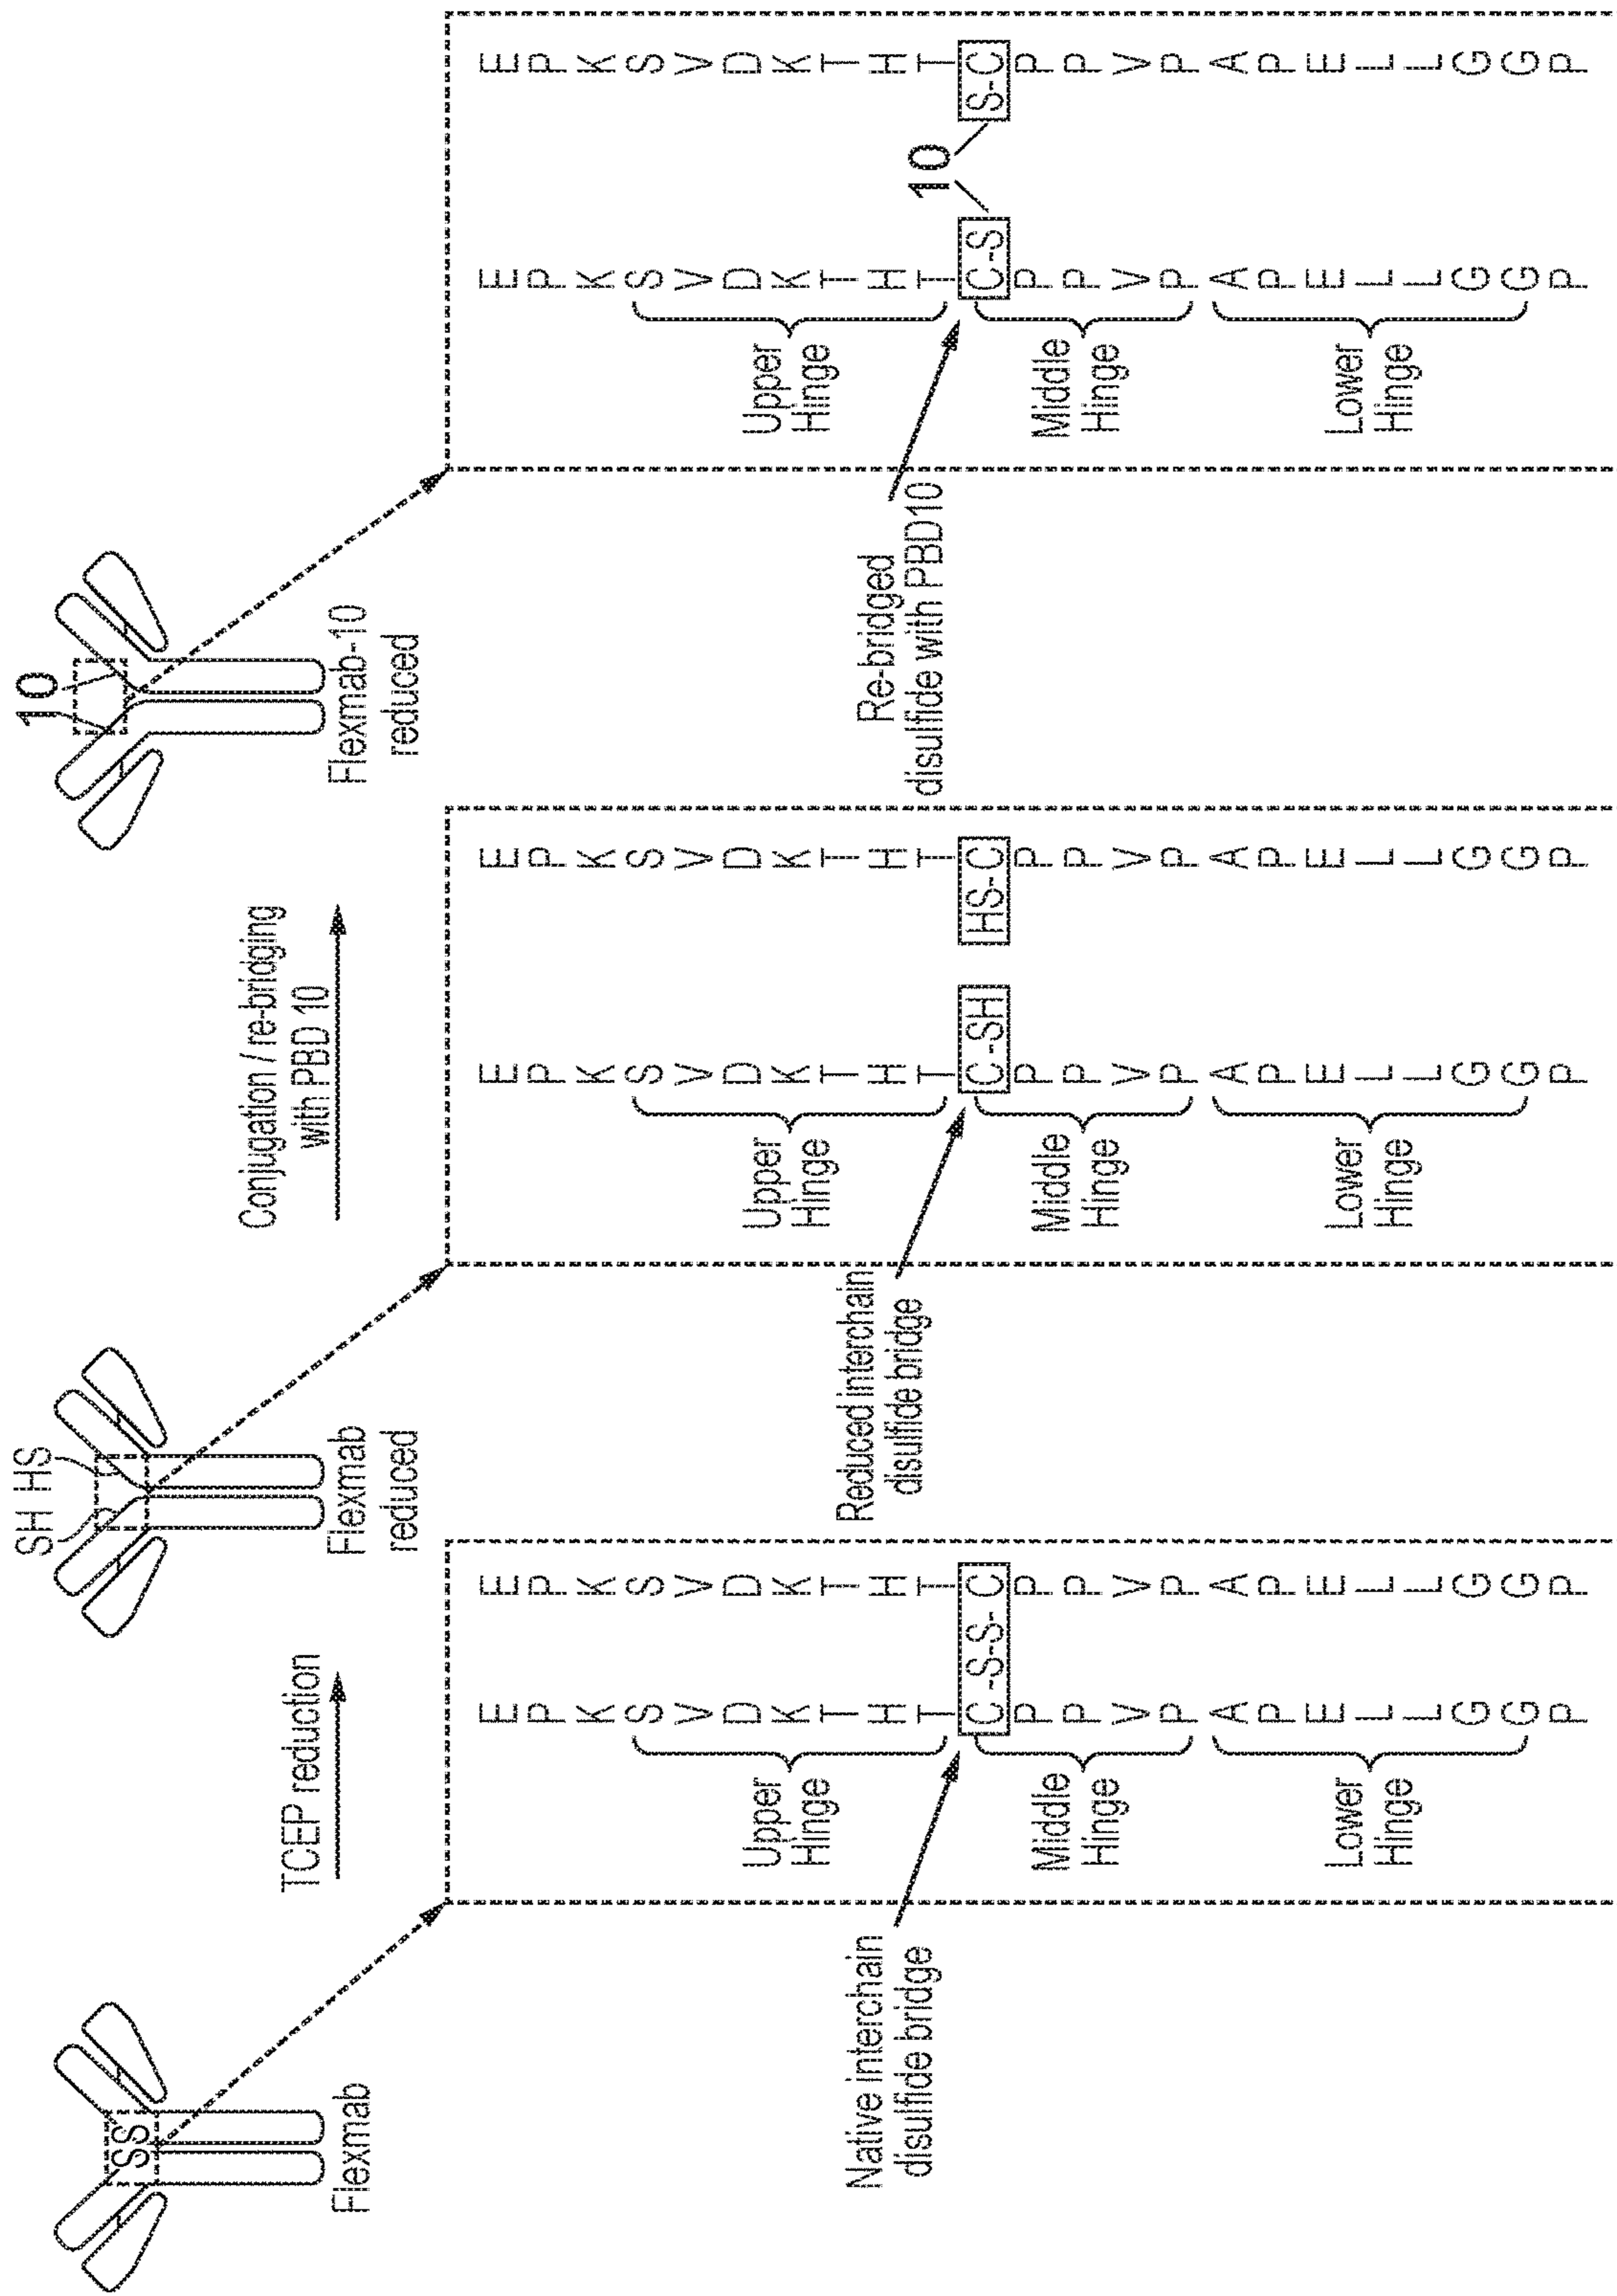 SS
Flexmab
TCEP reduction
SH HS
Flexmab
reduced
Conjugation / re-bridging
with PBD 10
10
Flexmab-10
reduced
Native interchain
disulfide bridge
Upper
Hinge
Middle
Hinge
Lower
Hinge
E E
P P
K K
S S
V V
D D
K K
T T
H H
T T
C-S-S-C
P P
P P
V V
P P
A A
P P
E E
L L
L L
G G
G G
P P
Reduced interchain
disulfide bridge
Upper
Hinge
Middle
Hinge
Lower
Hinge
E E
P P
K K
S S
V V
D D
K K
T T
H H
T T
C-SH HS-C
P P
P P
V V
P P
A A
P P
E E
L L
L L
G G
G G
P P
Re-bridged
disulfide with PBD10
Upper
Hinge
Middle
Hinge
Lower
Hinge
E E
P P
K K
S S
V V
D D
K K
T T
H H
T T
10
C-S S-C
P P
P P
V V
P P
A A
P P
E E
L L
L L
G G
G G
P P